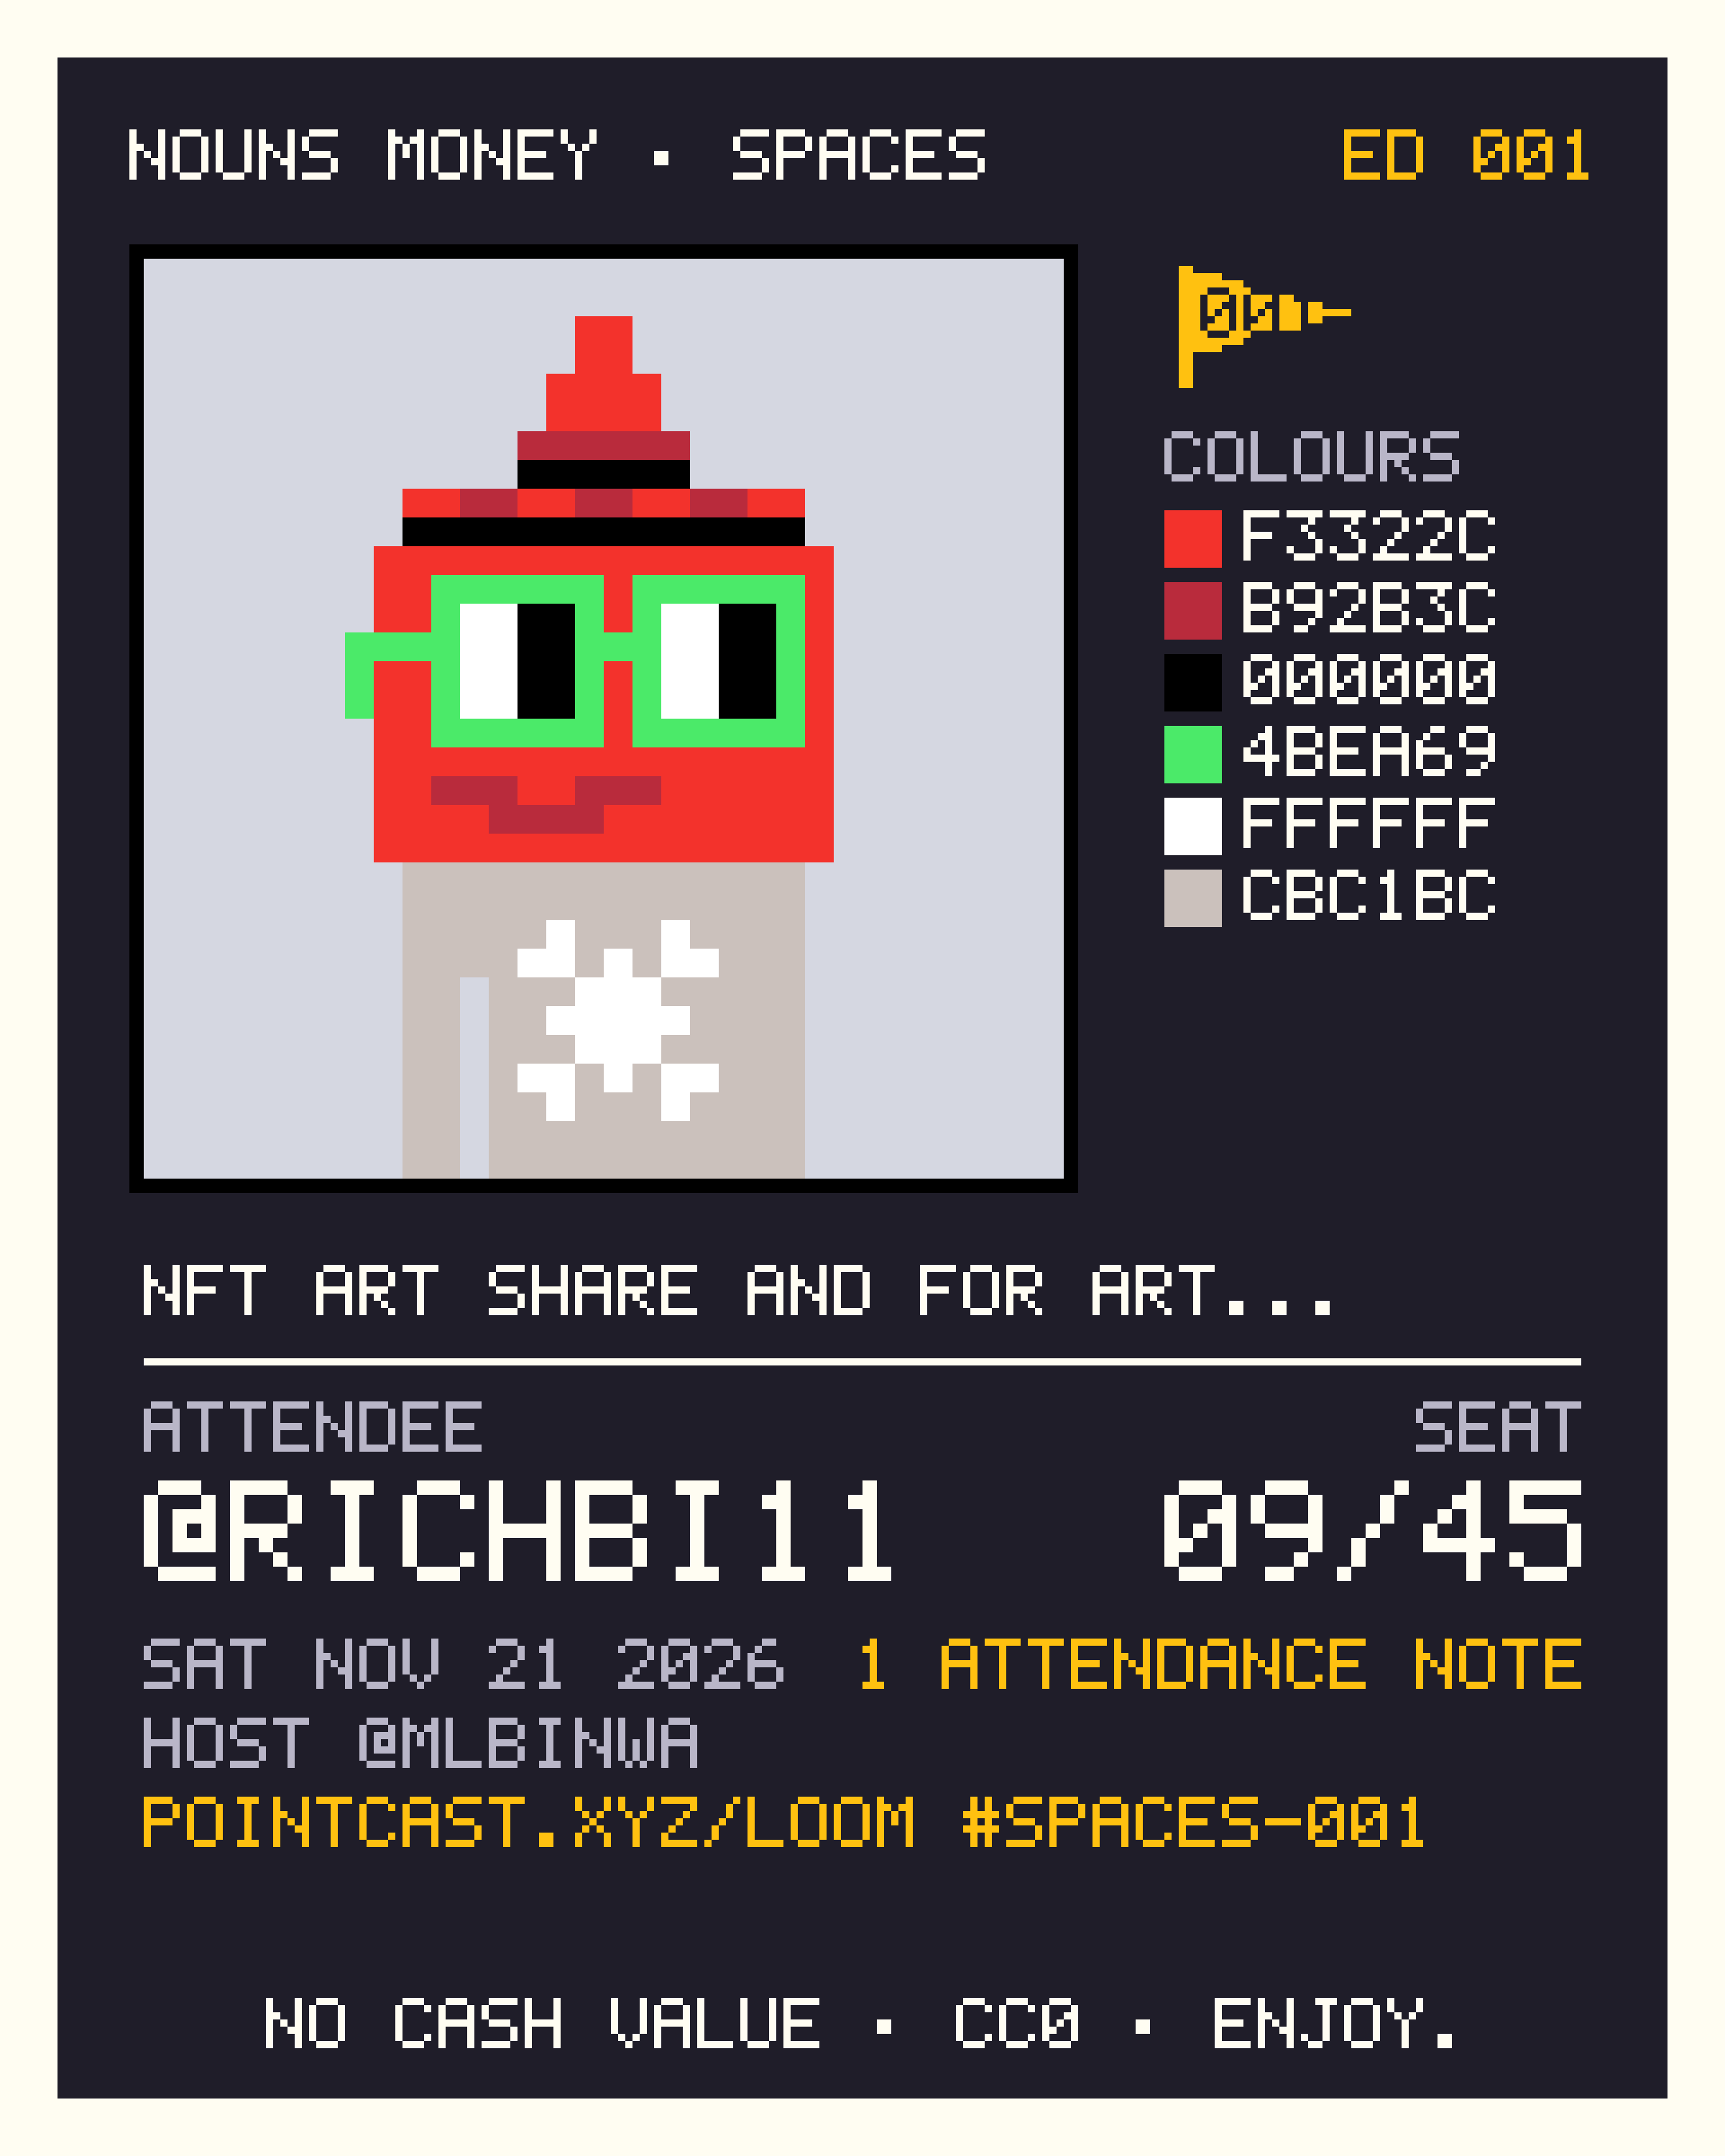 NOUNS MONEY · SPACES
ED 001
COLOURS
F3322C
B92B3C
000000
4BEA69
FFFFFF
CBC1BC
NFT ART SHARE AND FOR ART...
ATTENDEE
SEAT
@RICHBI11
09/45
SAT NOV 21 2026
1 ATTENDANCE NOTE
HOST @MLBINWA
POINTCAST.XYZ/LOOM #SPACES-001
NO CASH VALUE · CC0 · ENJOY.